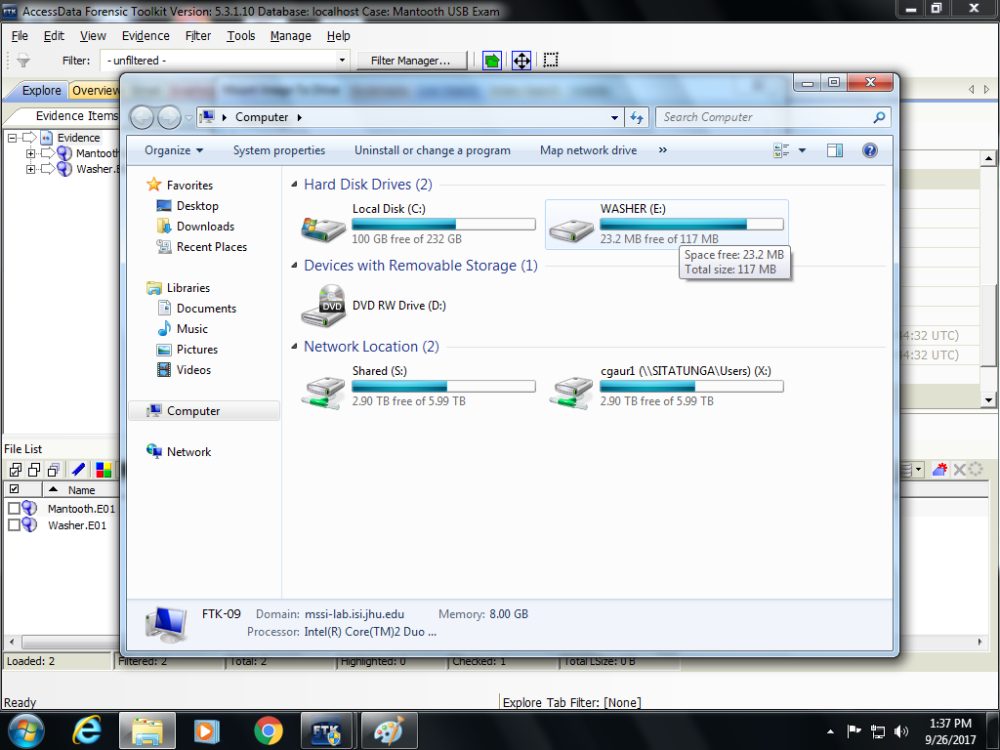 AccessData Forensic Toolkit Version: 5.3.1.10 Database: localhost Case: Mantooth USB Exam
File Edit View Evidence Filter Tools Manage Help
Filter: - unfiltered - Filter Manager...
Explore Overview
Evidence Items
Evidence
Mantooth
Washer.E
Computer
Search Computer
Organize System properties Uninstall or change a program Map network drive »
Favorites
Desktop
Downloads
Recent Places
Libraries
Documents
Music
Pictures
Videos
Computer
Network
Hard Disk Drives (2)
Local Disk (C:)
100 GB free of 232 GB
WASHER (E:)
23.2 MB free of 117 MB
Space free: 23.2 MB
Total size: 117 MB
Devices with Removable Storage (1)
DVD
DVD RW Drive (D:)
Network Location (2)
Shared (S:)
2.90 TB free of 5.99 TB
cgaur1 (\\SITATUNGA\Users) (X:)
2.90 TB free of 5.99 TB
4:32 UTC)
4:32 UTC)
File List
Name
Mantooth.E01
Washer.E01
FTK-09 Domain: mssi-lab.isi.jhu.edu Memory: 8.00 GB
Processor: Intel(R) Core(TM)2 Duo ...
Loaded: 2 Filtered: 2 Total: 2 Highlighted: 0 Checked: 1 Total LSize: 0 B
Ready Explore Tab Filter: [None]
FTK
1:37 PM
9/26/2017